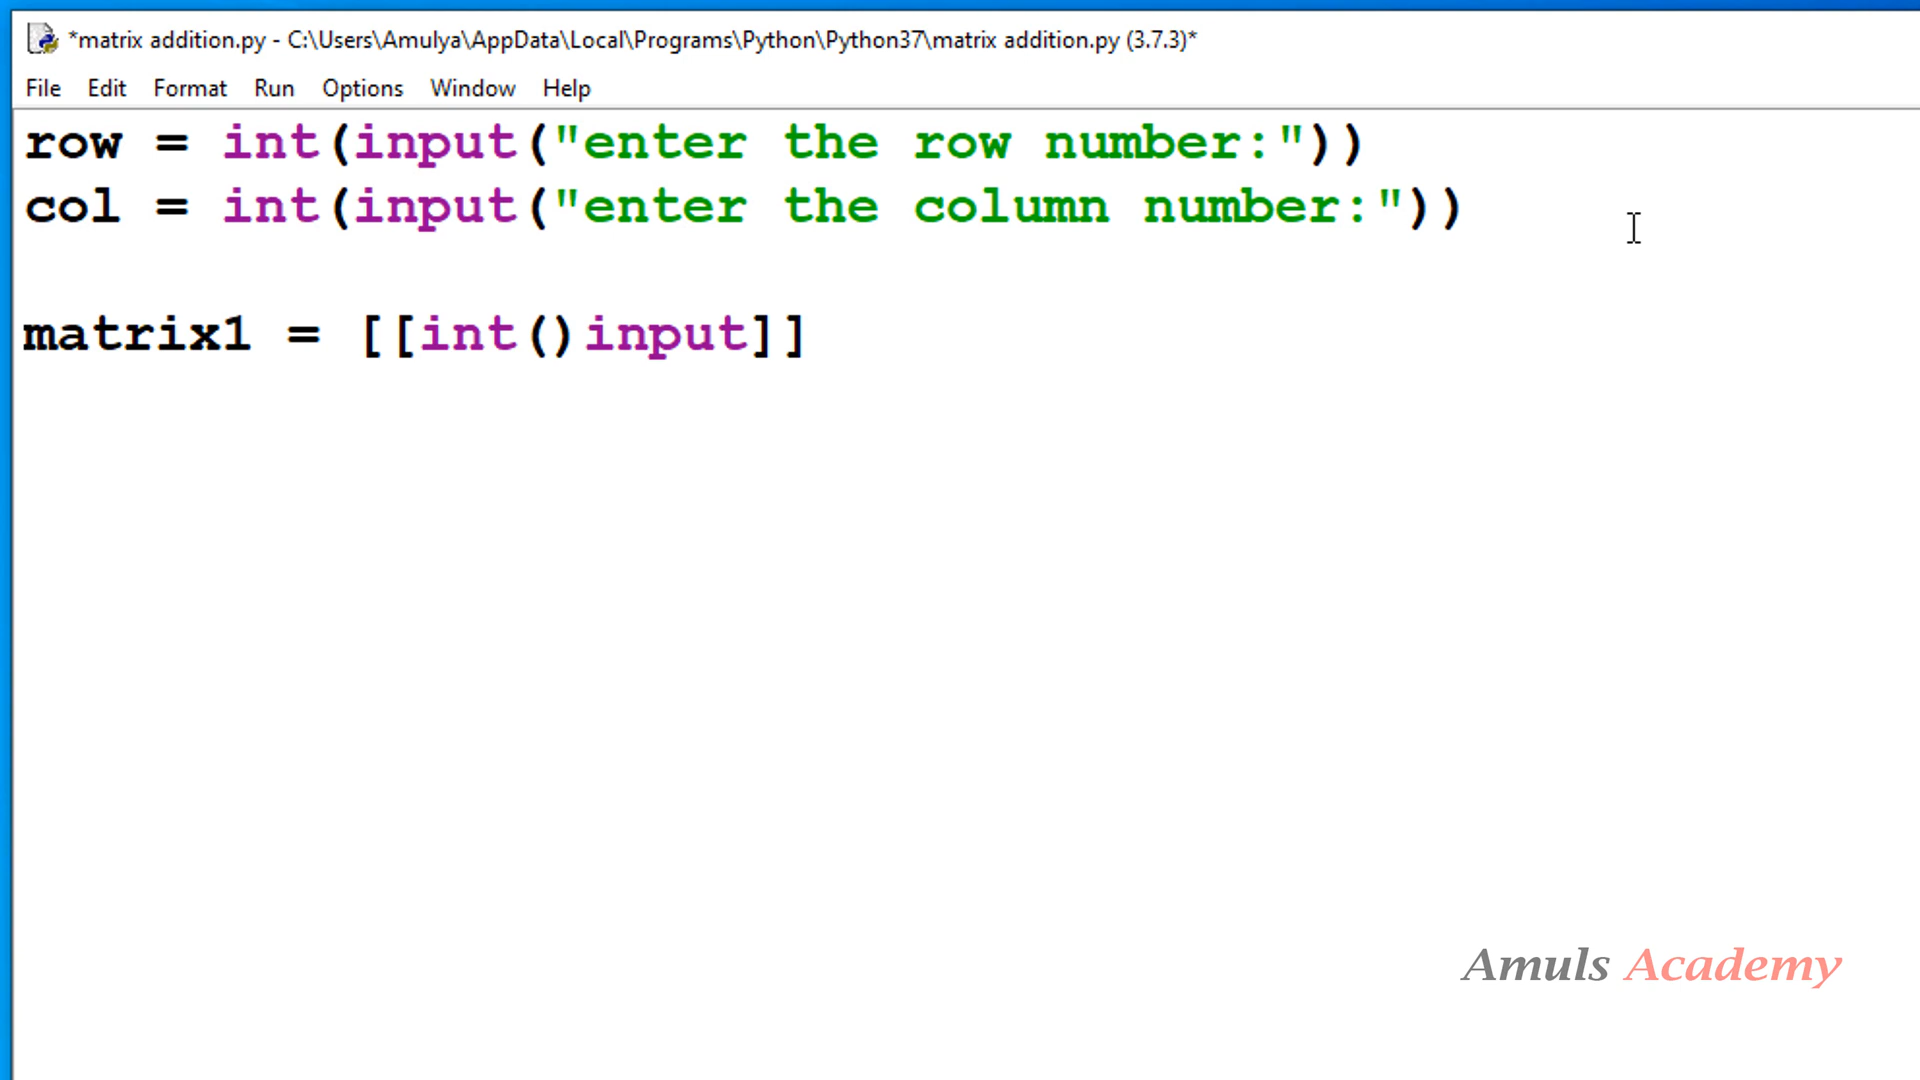 *matrix addition.py - C:\Users\Amulya\AppData\Local\Programs\Python\Python37\matrix addition.py (3.7.3)*
File Edit Format Run Options Window Help
row = int(input("enter the row number:"))
col = int(input("enter the column number:"))
matrix1 = [[int()input]]
Amuls Academy